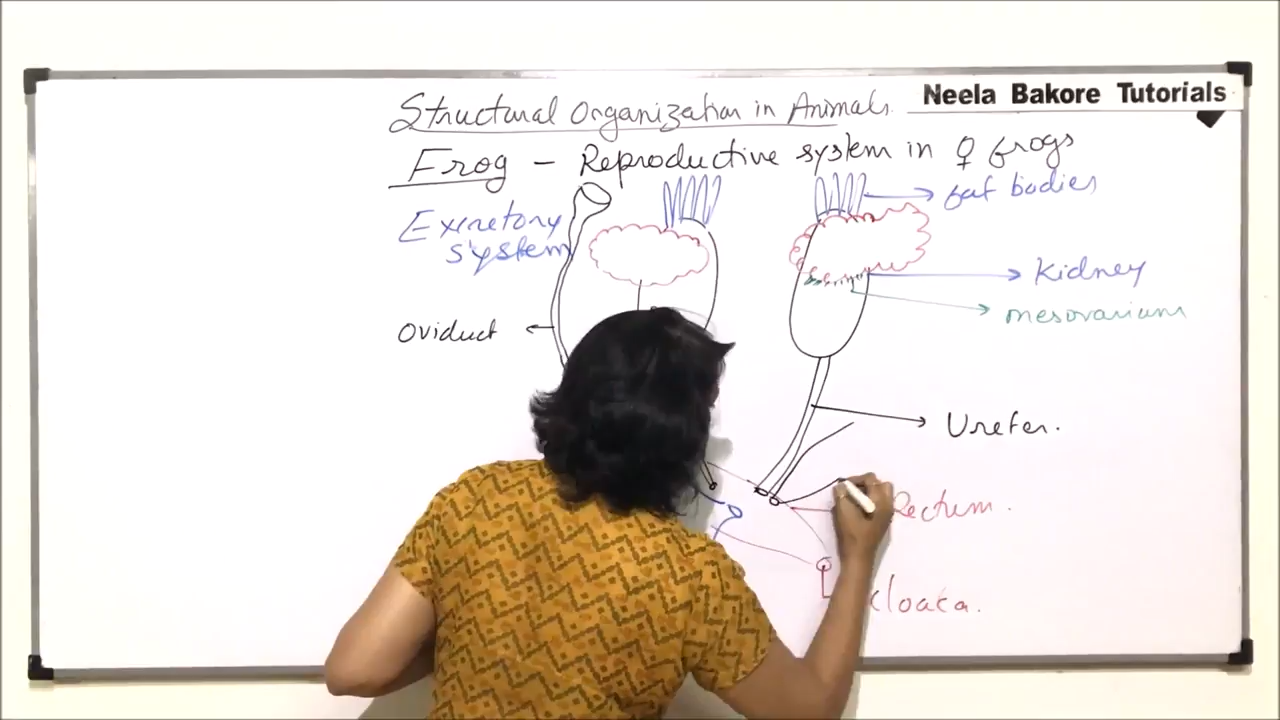 Structural Organization in Animals.
Neela Bakore Tutorials
Frog - Reproductive system in ♀ frogs
Excretory system
fat bodies
Kidney
mesovarium
Oviduct
Ureter.
Rectum.
cloaca.